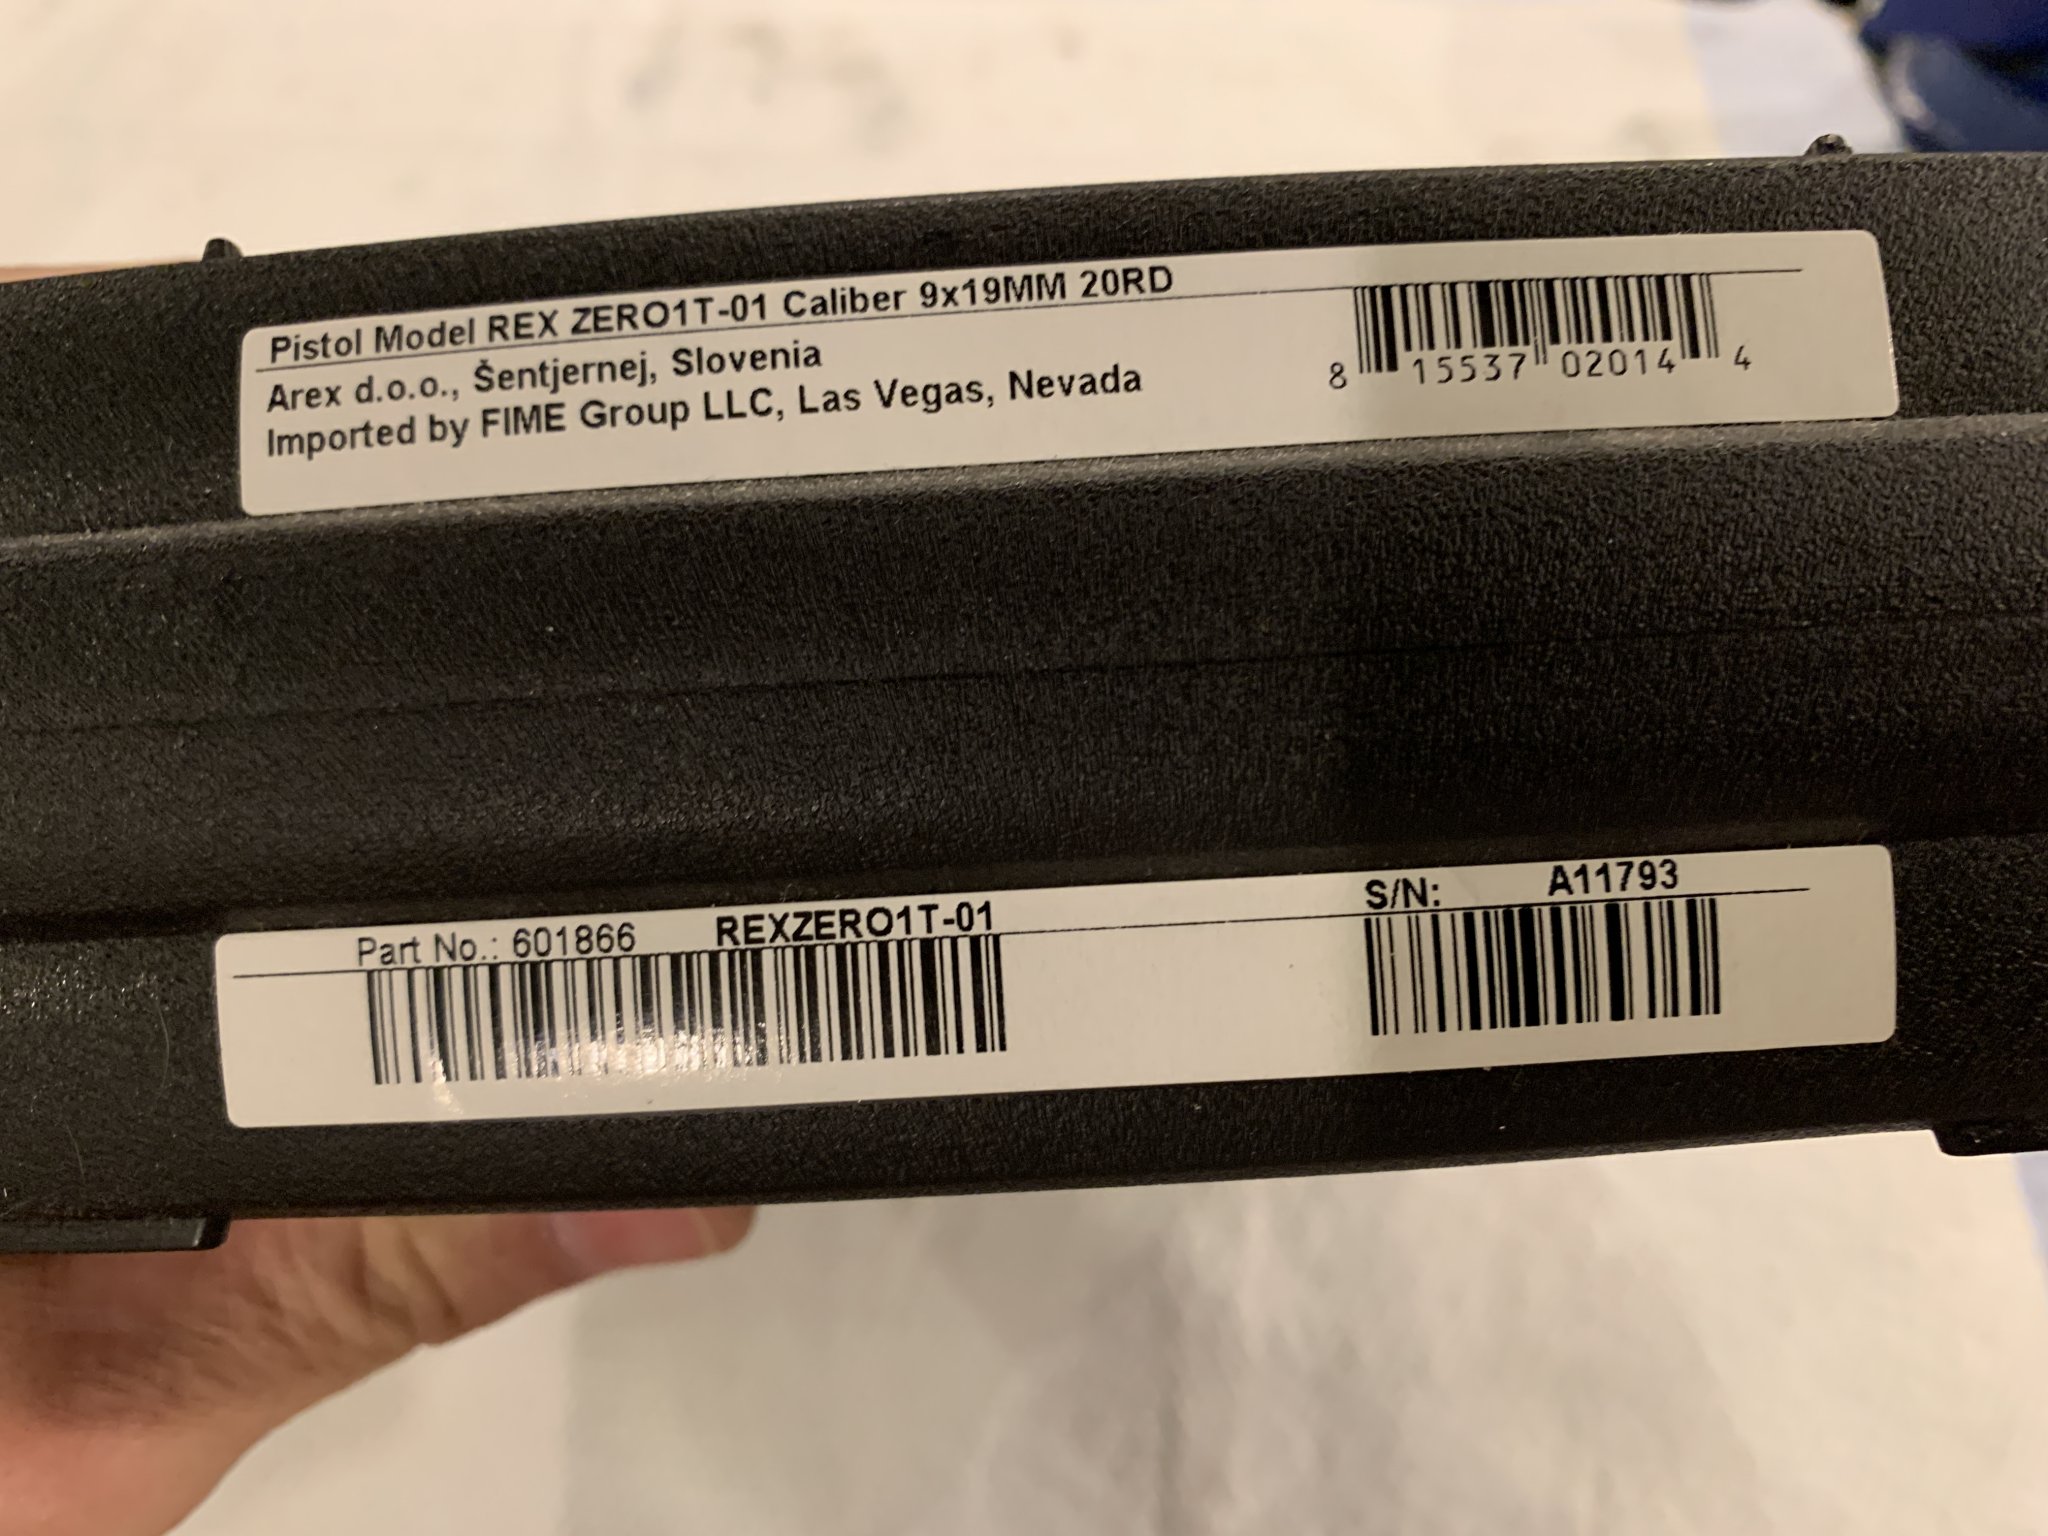 Pistol Model REX ZERO1T-01 Caliber 9x19MM 20RD
Arex d.o.o., Šentjernej, Slovenia
Imported by FIME Group LLC, Las Vegas, Nevada
8 15537 02014 4
Part No.: 601866 REXZERO1T-01
S/N: A11793